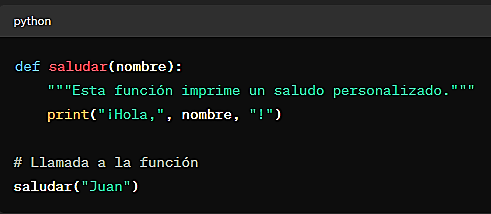 python
def saludar(nombre):
"""Esta función imprime un saludo personalizado."""
print("¡Hola,", nombre, "!")
# Llamada a la función
saludar("Juan")